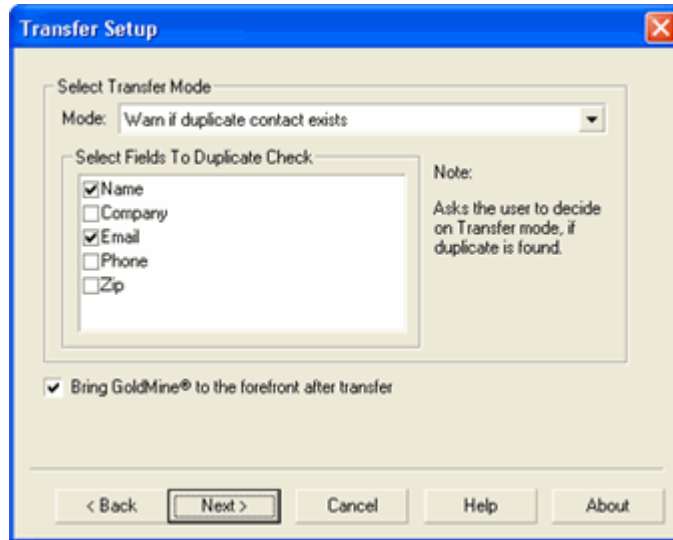 Transfer Setup
Select Transfer Mode
Mode: Warn if duplicate contact exists
Select Fields To Duplicate Check
Name
Company
Email
Phone
Zip
Note:
Asks the user to decide
on Transfer mode, if
duplicate is found.
Bring GoldMine® to the forefront after transfer
< Back
Next >
Cancel
Help
About